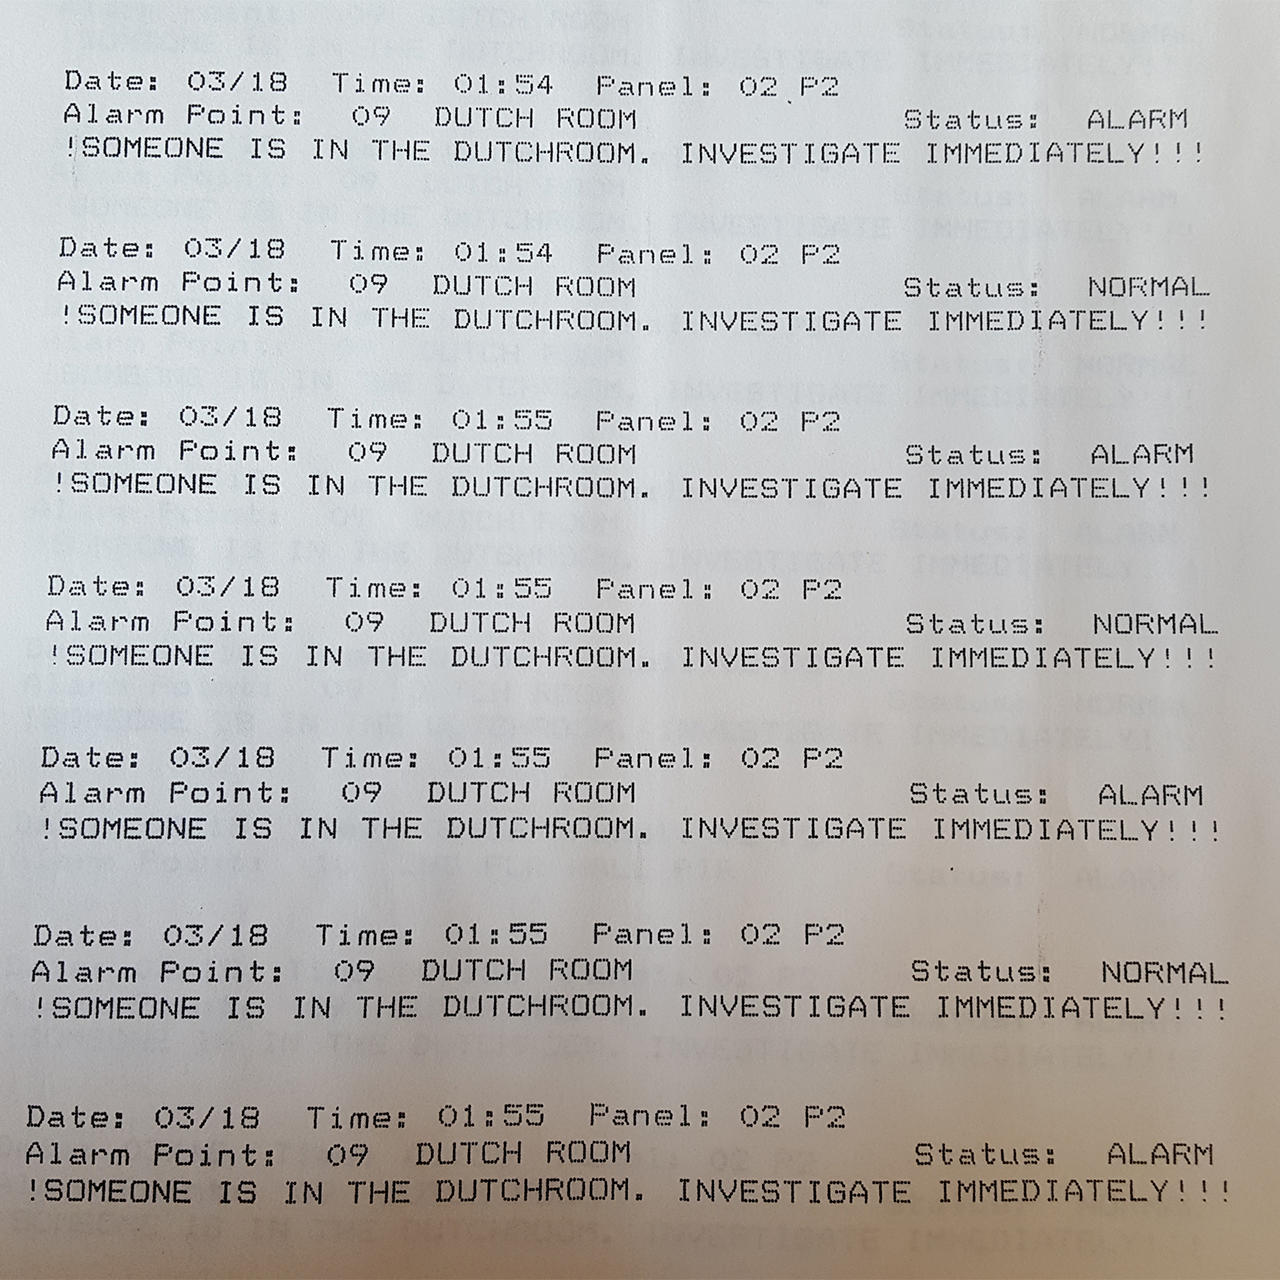 Date: 03/18 Time: 01:54 Panel: 02 P2
Alarm Point: 09 DUTCH ROOM Status: ALARM
!SOMEONE IS IN THE DUTCHROOM. INVESTIGATE IMMEDIATELY!!!
Date: 03/18 Time: 01:54 Panel: 02 P2
Alarm Point: 09 DUTCH ROOM Status: NORMAL
!SOMEONE IS IN THE DUTCHROOM. INVESTIGATE IMMEDIATELY!!!
Date: 03/18 Time: 01:55 Panel: 02 P2
Alarm Point: 09 DUTCH ROOM Status: ALARM
!SOMEONE IS IN THE DUTCHROOM. INVESTIGATE IMMEDIATELY!!!
Date: 03/18 Time: 01:55 Panel: 02 P2
Alarm Point: 09 DUTCH ROOM Status: NORMAL
!SOMEONE IS IN THE DUTCHROOM. INVESTIGATE IMMEDIATELY!!!
Date: 03/18 Time: 01:55 Panel: 02 P2
Alarm Point: 09 DUTCH ROOM Status: ALARM
!SOMEONE IS IN THE DUTCHROOM. INVESTIGATE IMMEDIATELY!!!
Date: 03/18 Time: 01:55 Panel: 02 P2
Alarm Point: 09 DUTCH ROOM Status: NORMAL
!SOMEONE IS IN THE DUTCHROOM. INVESTIGATE IMMEDIATELY!!!
Date: 03/18 Time: 01:55 Panel: 02 P2
Alarm Point: 09 DUTCH ROOM Status: ALARM
!SOMEONE IS IN THE DUTCHROOM. INVESTIGATE IMMEDIATELY!!!